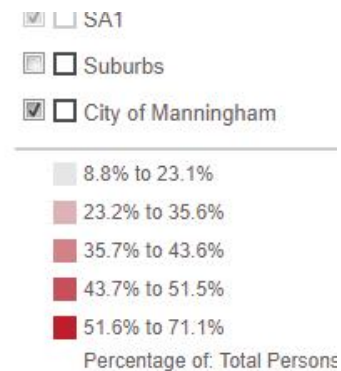 SA1
Suburbs
City of Manningham
8.8% to 23.1%
23.2% to 35.6%
35.7% to 43.6%
43.7% to 51.5%
51.6% to 71.1%
Percentage of: Total Persons